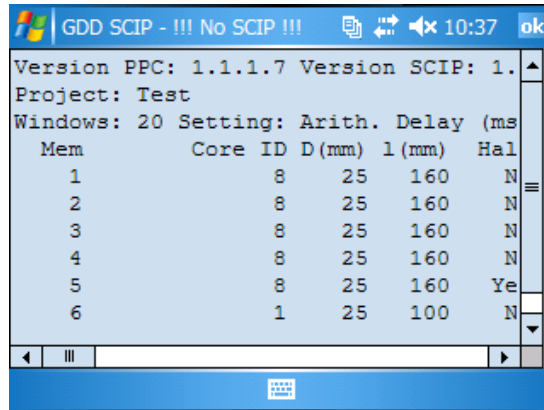 GDD SCIP - !!! No SCIP !!! 10:37 ok
Version PPC: 1.1.1.7 Version SCIP: 1.
Project: Test
Windows: 20 Setting: Arith. Delay (ms
Mem Core ID D(mm) l(mm) Hal
1 8 25 160 N
2 8 25 160 N
3 8 25 160 N
4 8 25 160 N
5 8 25 160 Ye
6 1 25 100 N